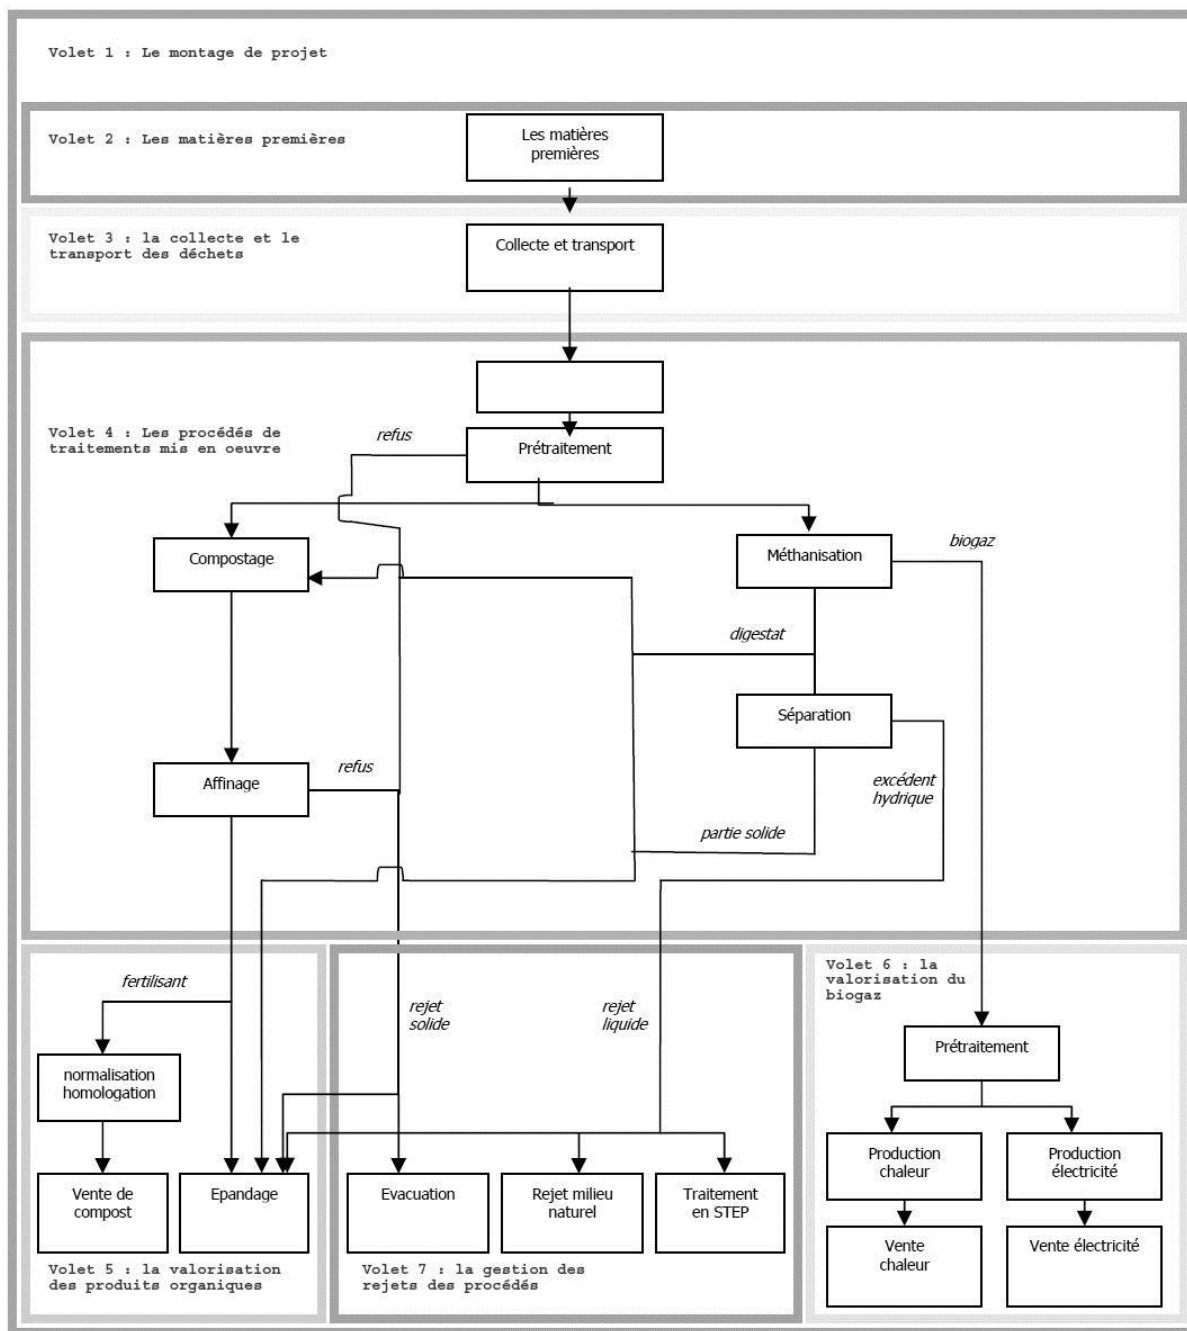 Volet 1 : Le montage de projet
Volet 2 : Les matières premières
Les matières
premières
Volet 3 : la collecte et le
transport des déchets
Collecte et transport
Volet 4 : Les procédés de
traitements mis en oeuvre
refus
Prétraitement
Compostage
Méthanisation
biogaz
digestat
Séparation
Affinage
refus
excédent
hydrique
partie solide
fertilisant
rejet
solide
rejet
liquide
Volet 6 : la
valorisation du
biogaz
Prétraitement
normalisation
homologation
Production
chaleur
Production
électricité
Vente de
compost
Epandage
Evacuation
Rejet milieu
naturel
Traitement
en STEP
Vente
chaleur
Vente électricité
Volet 5 : la valorisation
des produits organiques
Volet 7 : la gestion des
rejets des procédés